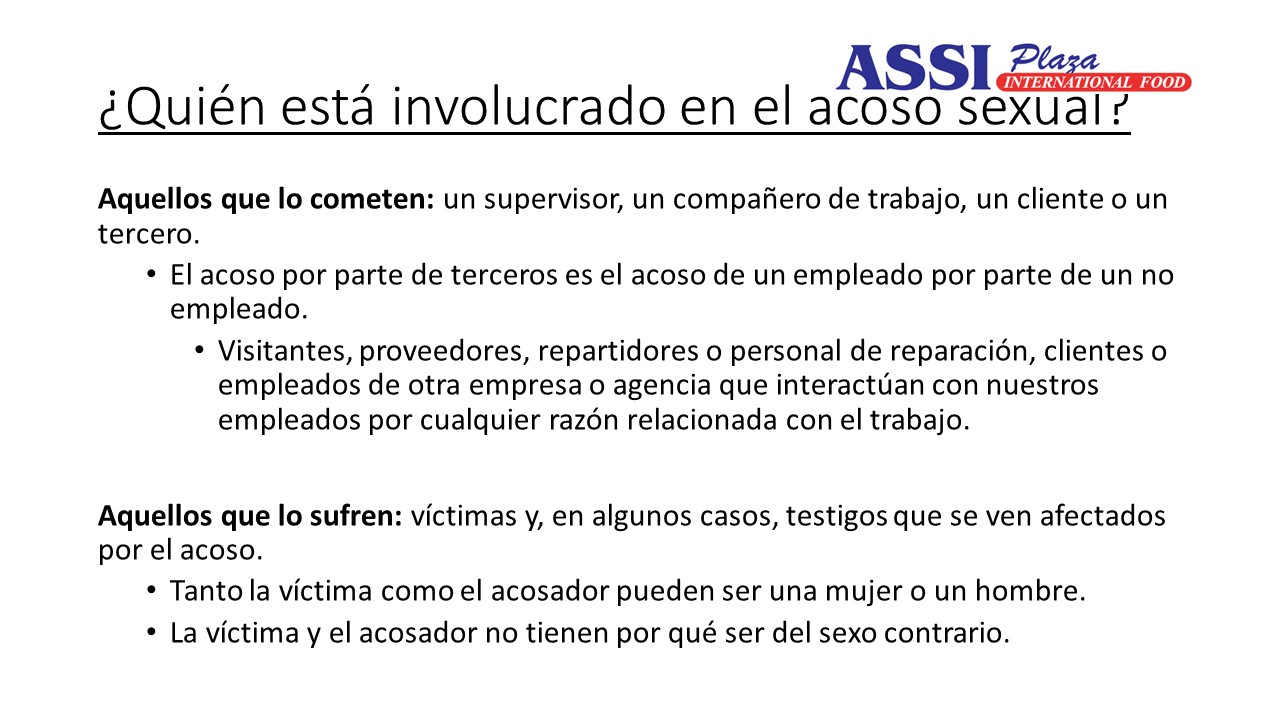 ASSI Plaza
INTERNATIONAL FOOD
¿Quién está involucrado en el acoso sexual?
Aquellos que lo cometen: un supervisor, un compañero de trabajo, un cliente o un
tercero.
• El acoso por parte de terceros es el acoso de un empleado por parte de un no
empleado.
• Visitantes, proveedores, repartidores o personal de reparación, clientes o
empleados de otra empresa o agencia que interactúan con nuestros
empleados por cualquier razón relacionada con el trabajo.
Aquellos que lo sufren: víctimas y, en algunos casos, testigos que se ven afectados
por el acoso.
• Tanto la víctima como el acosador pueden ser una mujer o un hombre.
• La víctima y el acosador no tienen por qué ser del sexo contrario.